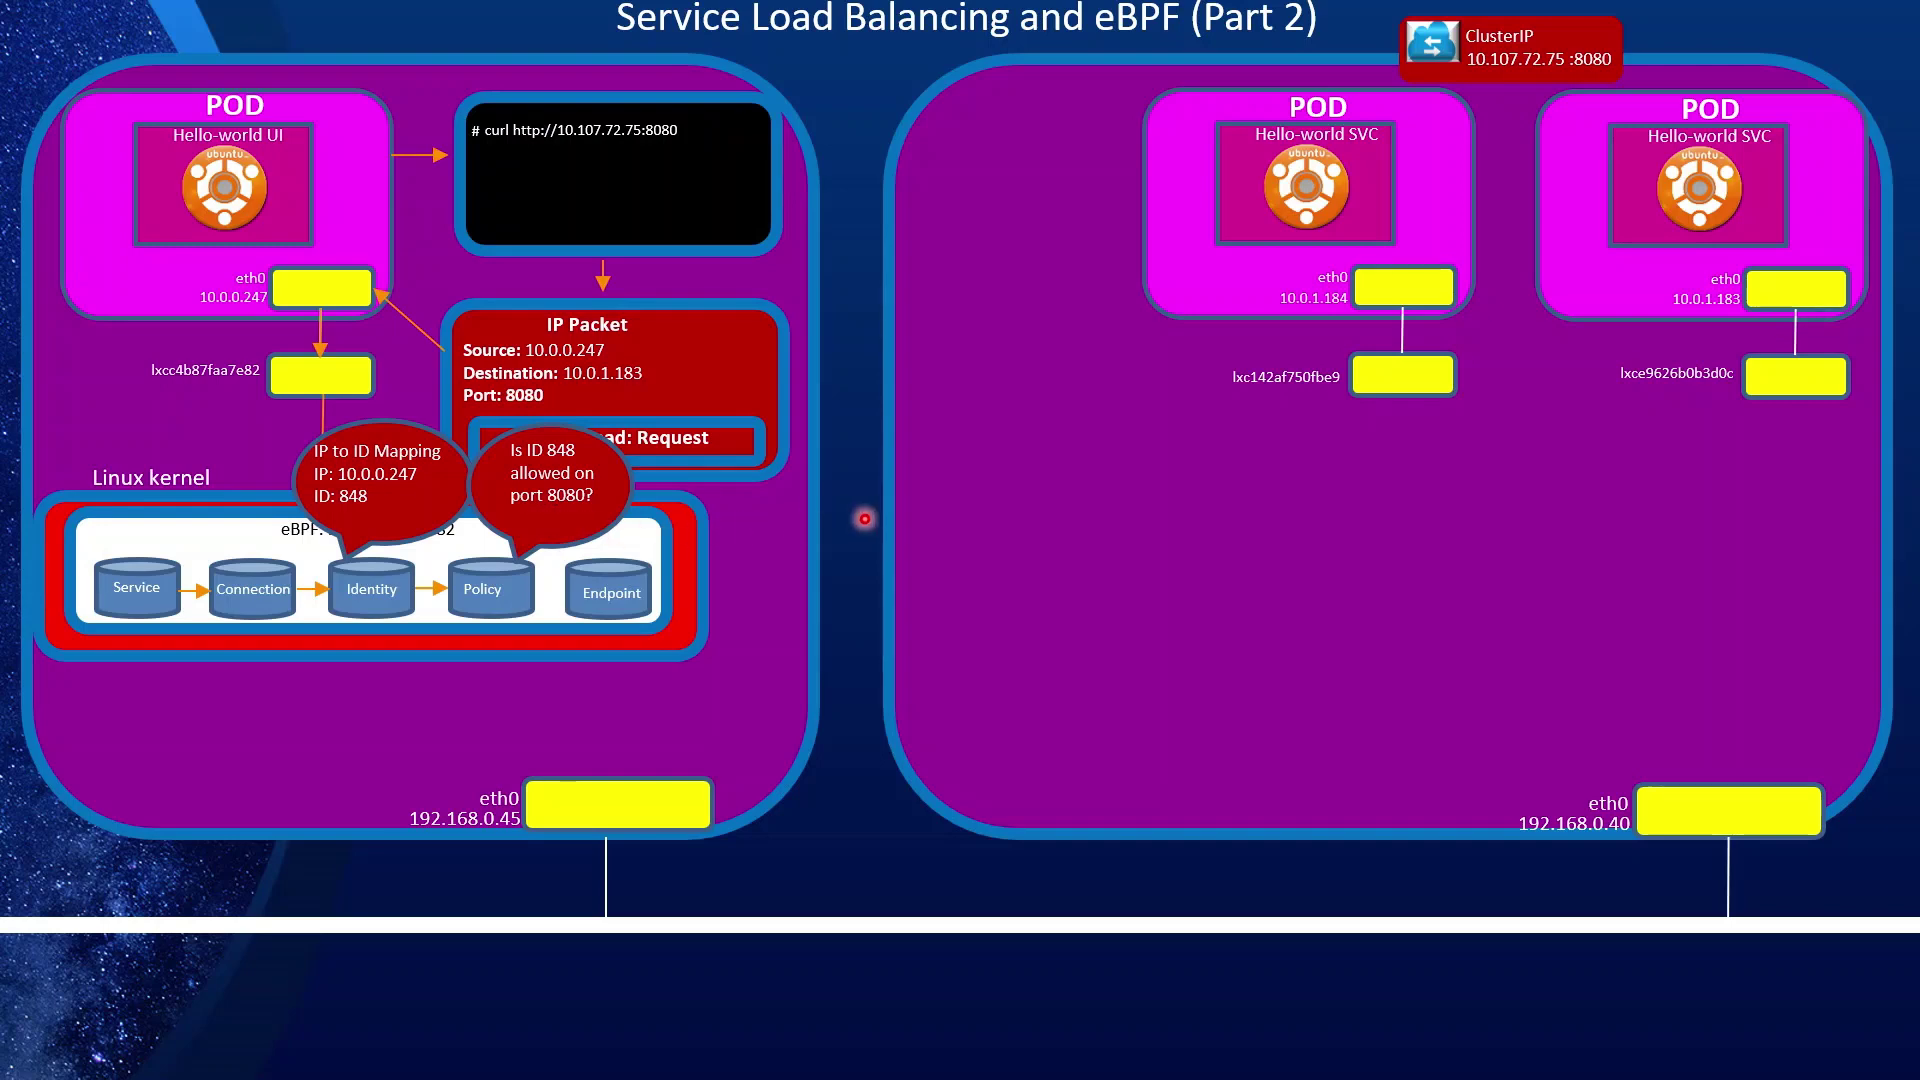 Service Load Balancing and eBPF (Part 2)
ClusterIP
10.107.72.75 :8080
POD
Hello-world UI
ubuntu
eth0
10.0.0.247
lxcc4b87faa7e82
# curl http://10.107.72.75:8080
IP Packet
Source: 10.0.0.247
Destination: 10.0.1.183
Port: 8080
ad: Request
IP to ID Mapping
IP: 10.0.0.247
ID: 848
Is ID 848
allowed on
port 8080?
Linux kernel
eBPF:
Service
Connection
Identity
Policy
Endpoint
eth0
192.168.0.45
POD
Hello-world SVC
ubuntu
eth0
10.0.1.184
lxc142af750fbe9
POD
Hello-world SVC
ubuntu
eth0
10.0.1.183
lxce9626b0b3d0c
eth0
192.168.0.40